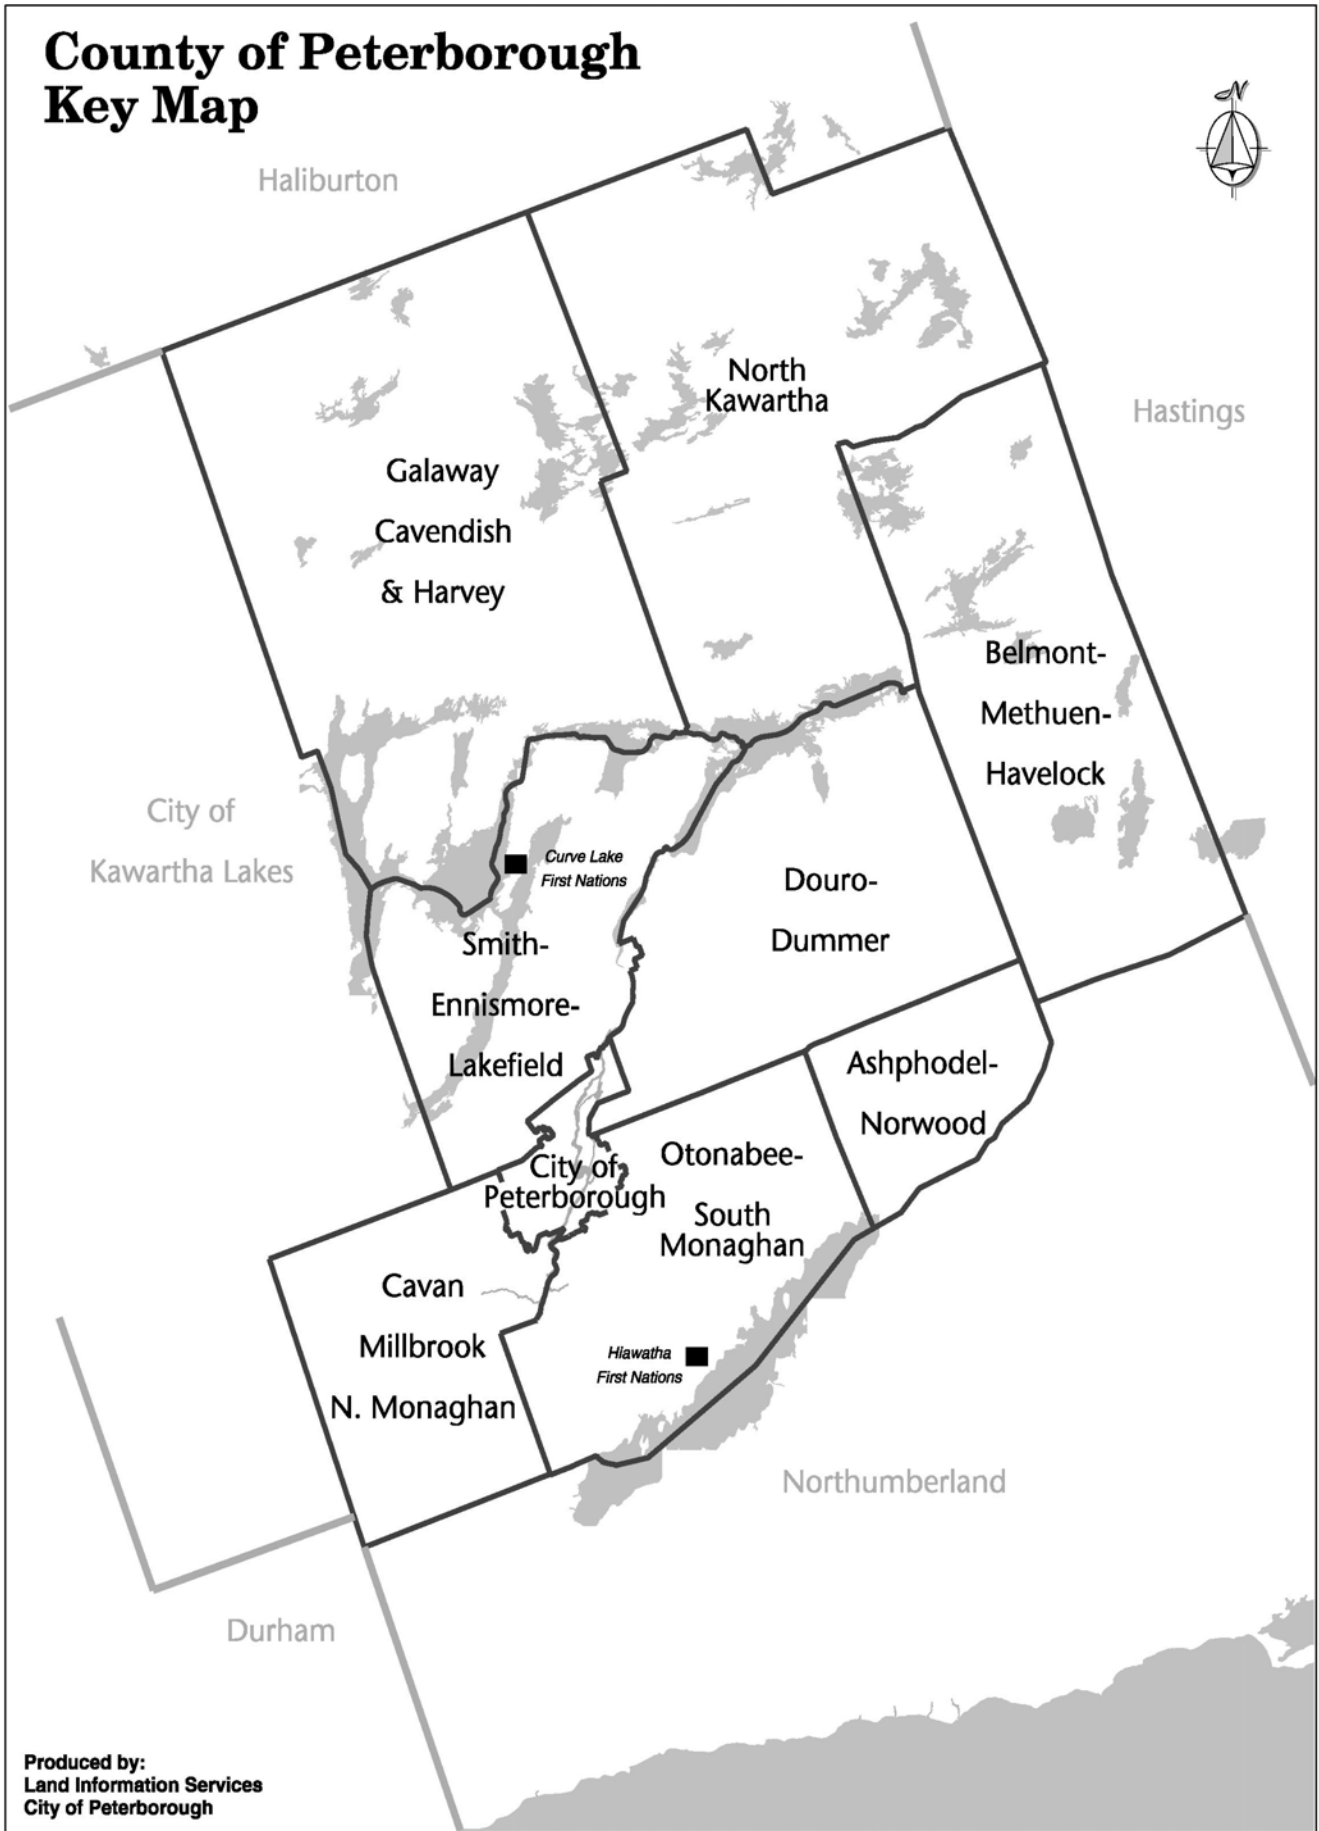 County of Peterborough
Key Map
N
Haliburton
North
Kawartha
Hastings
Galaway
Cavendish
& Harvey
Belmont-
Methuen-
Havelock
City of
Kawartha Lakes
Curve Lake
First Nations
Douro-
Dummer
Smith-
Ennismore-
Lakefield
Ashphodel-
Norwood
City of
Peterborough
Otonabee-
South
Monaghan
Cavan
Millbrook
N. Monaghan
Hiawatha
First Nations
Northumberland
Durham
Produced by:
Land Information Services
City of Peterborough